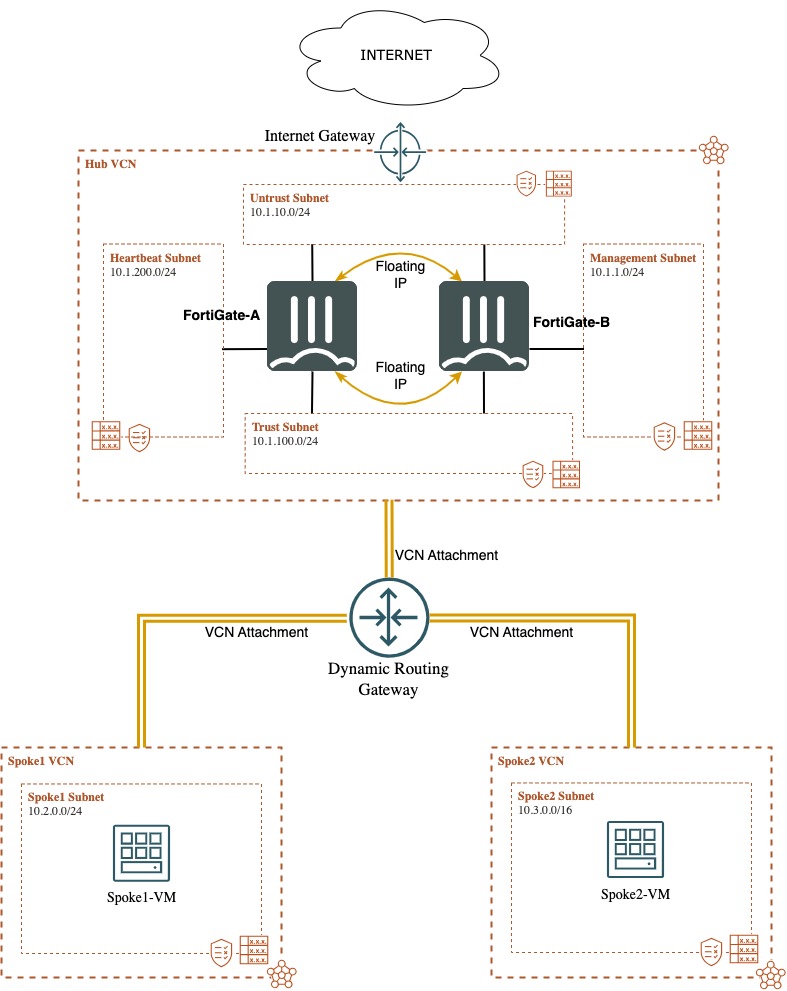 INTERNET
Internet Gateway
Hub VCN
Untrust Subnet
10.1.10.0/24
Heartbeat Subnet
10.1.200.0/24
Management Subnet
10.1.1.0/24
Floating
IP
FortiGate-A
FortiGate-B
Floating
IP
Trust Subnet
10.1.100.0/24
VCN Attachment
VCN Attachment
VCN Attachment
Dynamic Routing
Gateway
Spoke1 VCN
Spoke1 Subnet
10.2.0.0/24
Spoke1-VM
Spoke2 VCN
Spoke2 Subnet
10.3.0.0/16
Spoke2-VM